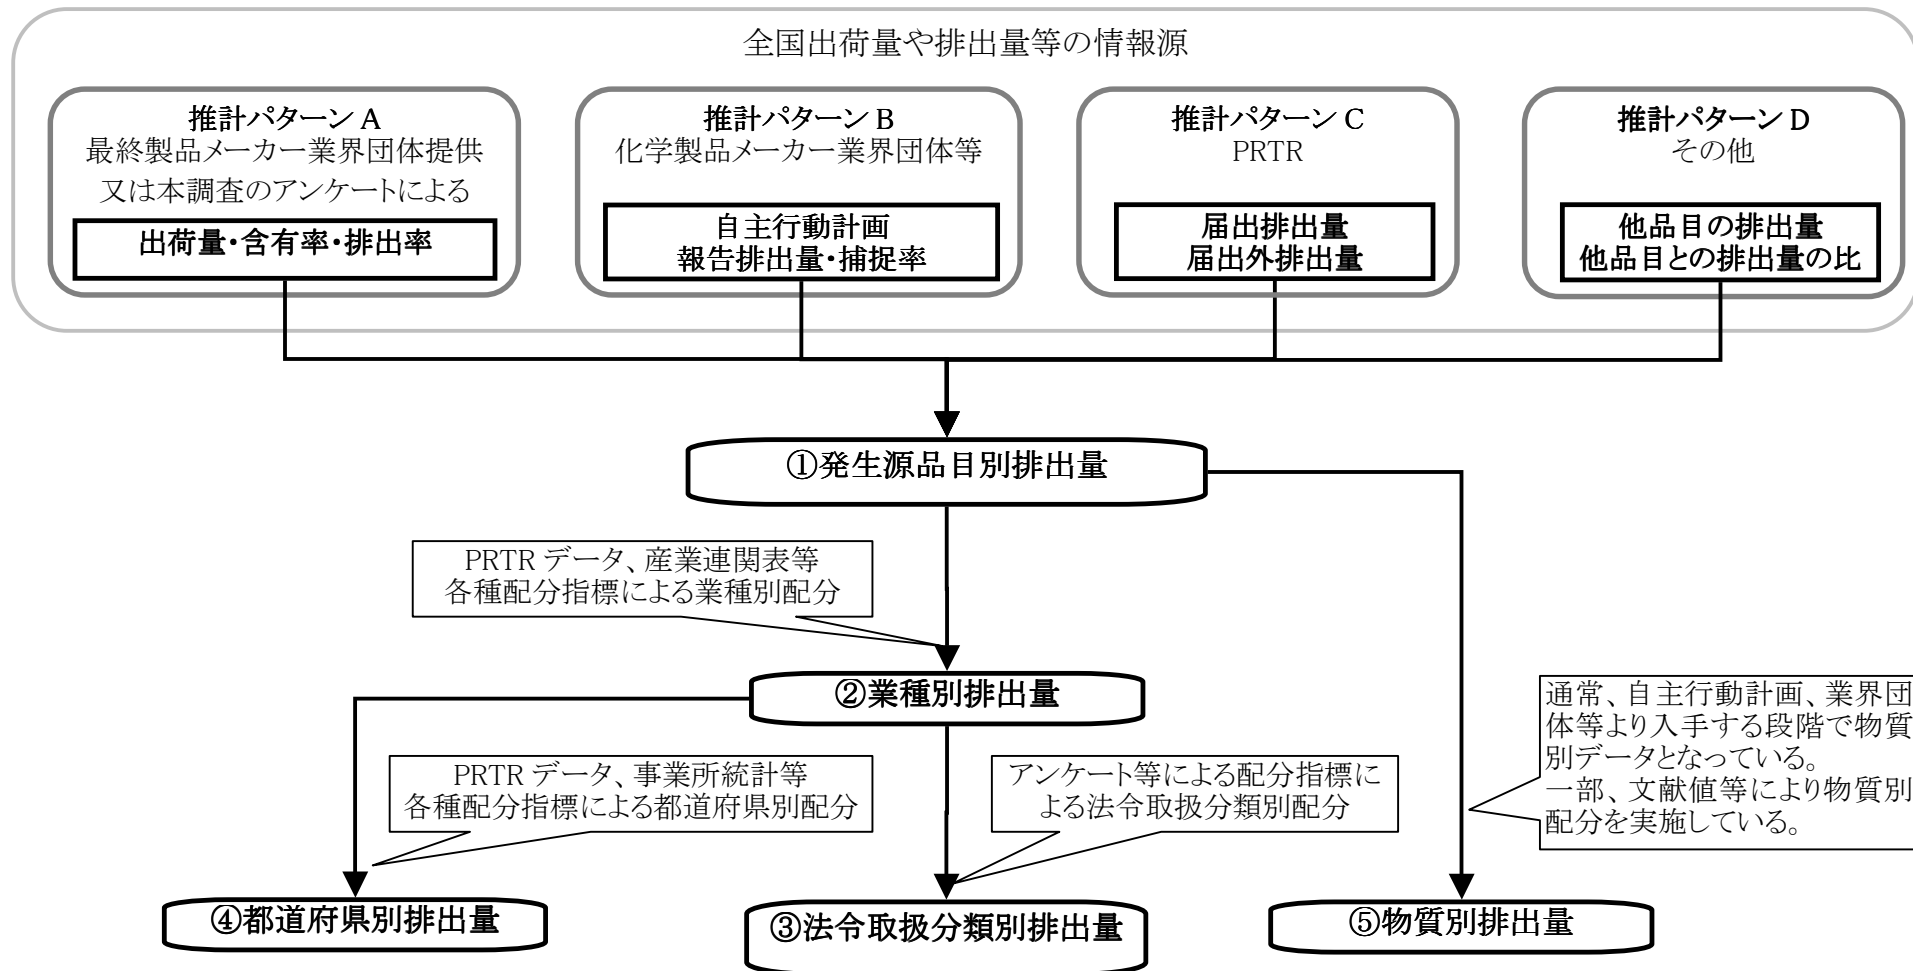 全国出荷量や排出量等の情報源
推計パターン A
最終製品メーカー業界団体提供
又は本調査のアンケートによる
出荷量・含有率・排出率
推計パターン B
化学製品メーカー業界団体等
自主行動計画
報告排出量・捕捉率
推計パターン C
PRTR
届出排出量
届出外排出量
推計パターン D
その他
他品目の排出量
他品目との排出量の比
①発生源品目別排出量
PRTR データ、産業連関表等
各種配分指標による業種別配分
②業種別排出量
PRTR データ、事業所統計等
各種配分指標による都道府県別配分
アンケート等による配分指標に
よる法令取扱分類別配分
通常、自主行動計画、業界団
体等より入手する段階で物質
別データとなっている。
一部、文献値等により物質別
配分を実施している。
④都道府県別排出量
③法令取扱分類別排出量
⑤物質別排出量